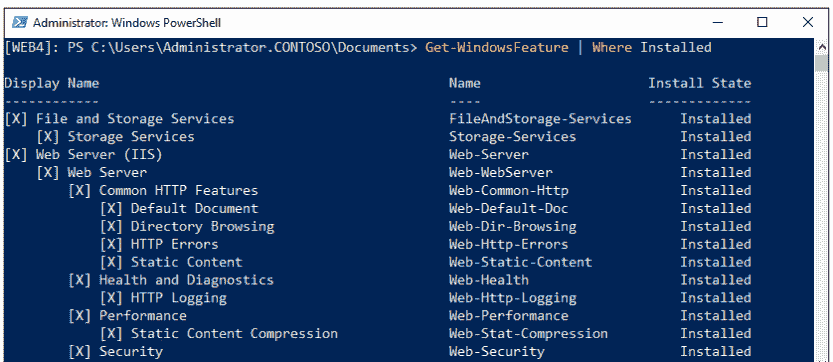 Administrator: Windows PowerShell
[WEB4]: PS C:\Users\Administrator.CONTOSO\Documents> Get-WindowsFeature | Where Installed
Display Name Name Install State
------------ ---- -------------
[X] File and Storage Services FileAndStorage-Services Installed
[X] Storage Services Storage-Services Installed
[X] Web Server (IIS) Web-Server Installed
[X] Web Server Web-WebServer Installed
[X] Common HTTP Features Web-Common-Http Installed
[X] Default Document Web-Default-Doc Installed
[X] Directory Browsing Web-Dir-Browsing Installed
[X] HTTP Errors Web-Http-Errors Installed
[X] Static Content Web-Static-Content Installed
[X] Health and Diagnostics Web-Health Installed
[X] HTTP Logging Web-Http-Logging Installed
[X] Performance Web-Performance Installed
[X] Static Content Compression Web-Stat-Compression Installed
[X] Security Web-Security Installed